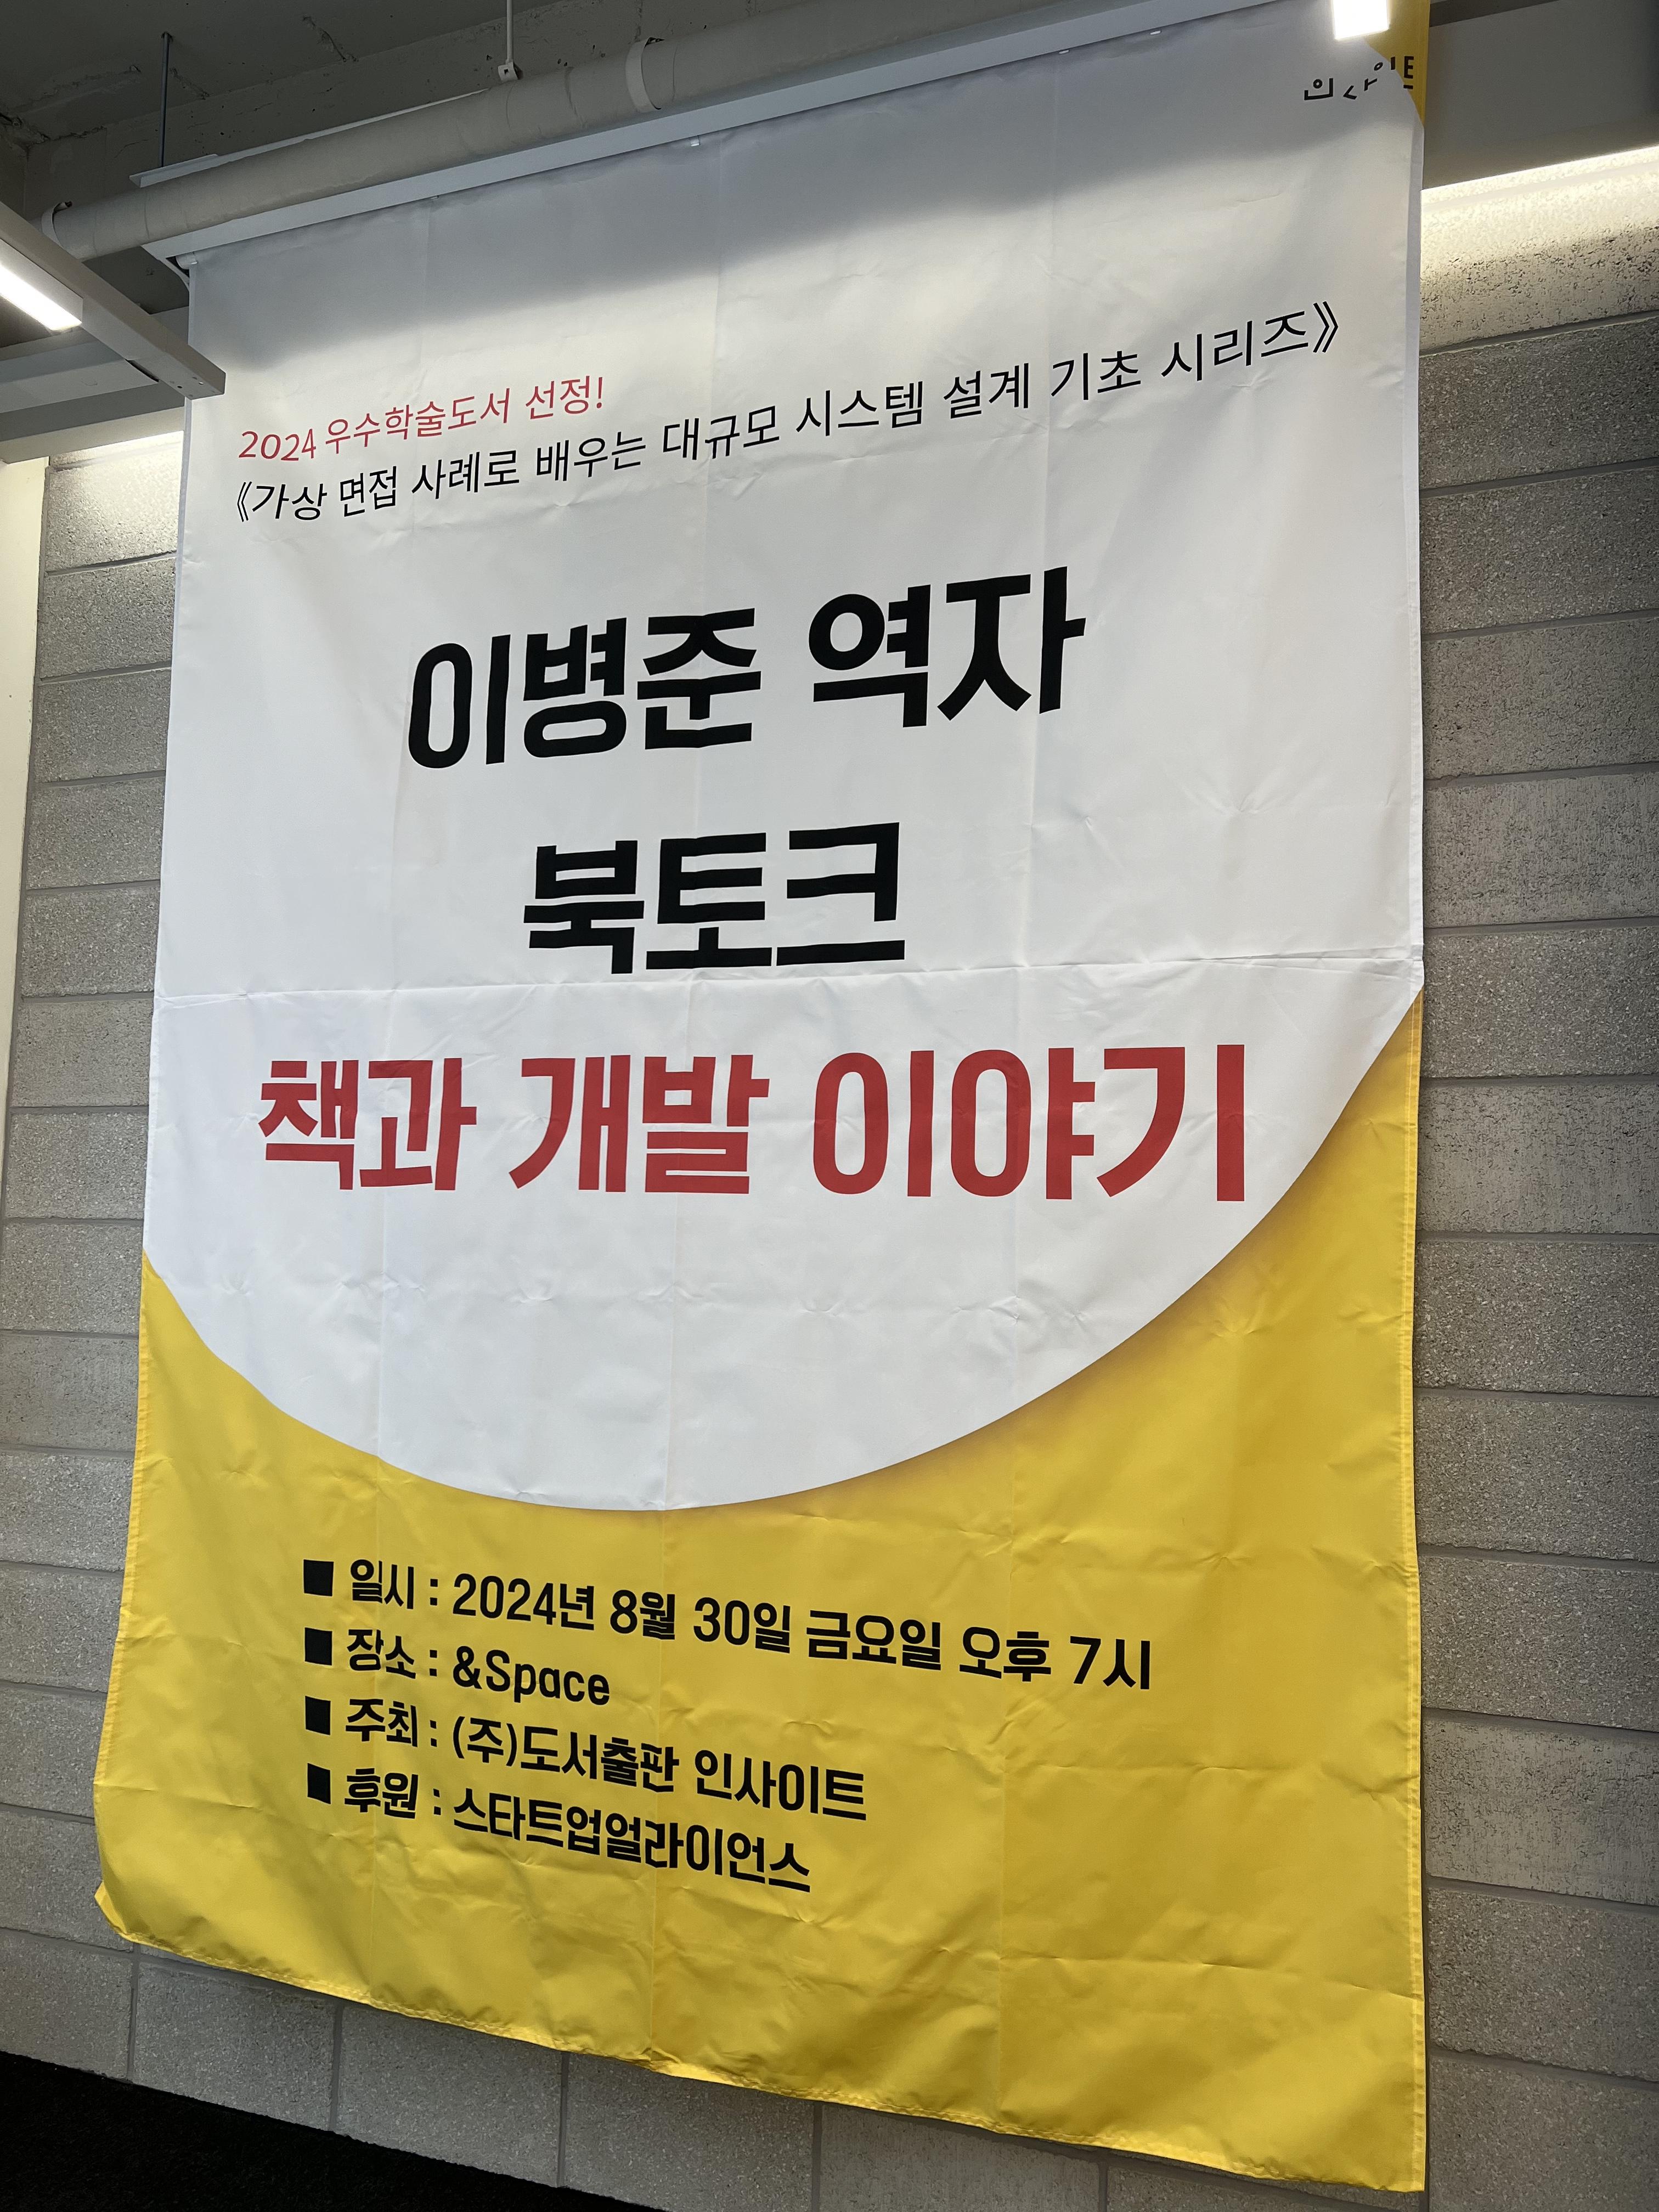 인사이트
2024 우수학술도서 선정!
《가상 면접 사례로 배우는 대규모 시스템 설계 기초 시리즈》
이병준 역자
북토크
책과 개발 이야기
■ 일시 : 2024년 8월 30일 금요일 오후 7시
■ 장소 : &Space
■ 주최 : (주)도서출판 인사이트
■ 후원 : 스타트업얼라이언스